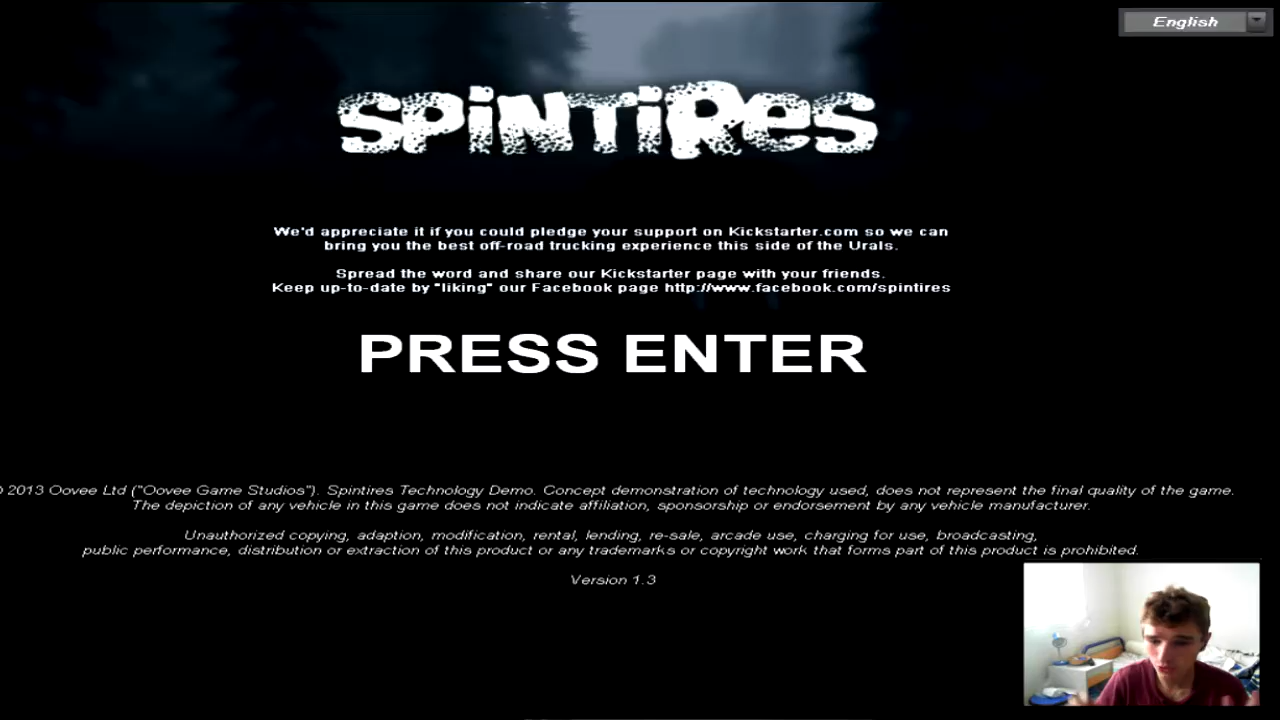 English
SPINTIRES
We'd appreciate it if you could pledge your support on Kickstarter.com so we can
bring you the best off-road trucking experience this side of the Urals.
Spread the word and share our Kickstarter page with your friends.
Keep up-to-date by "liking" our Facebook page http://www.facebook.com/spintires
PRESS ENTER
© 2013 Oovee Ltd ("Oovee Game Studios"). Spintires Technology Demo. Concept demonstration of technology used, does not represent the final quality of the game.
The depiction of any vehicle in this game does not indicate affiliation, sponsorship or endorsement by any vehicle manufacturer.
Unauthorized copying, adaption, modification, rental, lending, re-sale, arcade use, charging for use, broadcasting,
public performance, distribution or extraction of this product or any trademarks or copyright work that forms part of this product is prohibited.
Version 1.3